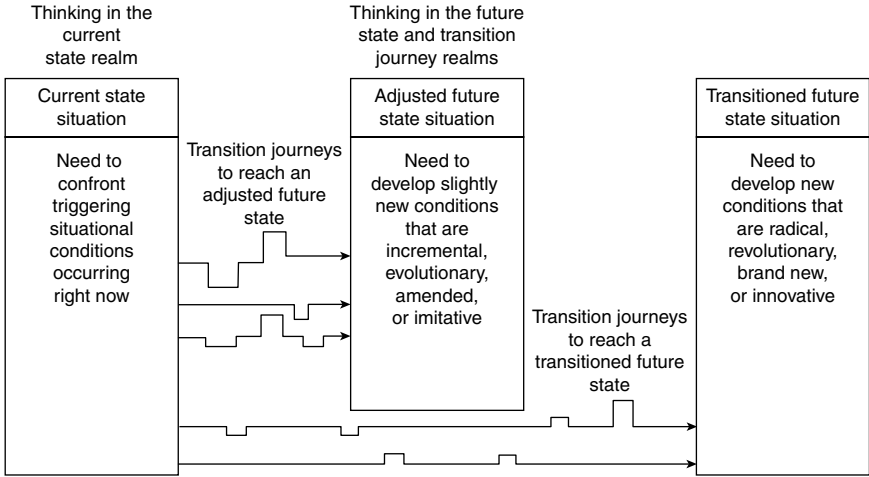 Thinking in the
current
state realm
Thinking in the future
state and transition
journey realms
Current state
situation
Adjusted future
state situation
Transitioned future
state situation
Need to
confront
triggering
situational
conditions
occurring
right now
Transition journeys
to reach an
adjusted future
state
Need to
develop slightly
new conditions
that are
incremental,
evolutionary,
amended,
or imitative
Transition journeys
to reach a
transitioned future
state
Need to
develop new
conditions that
are radical,
revolutionary,
brand new,
or innovative